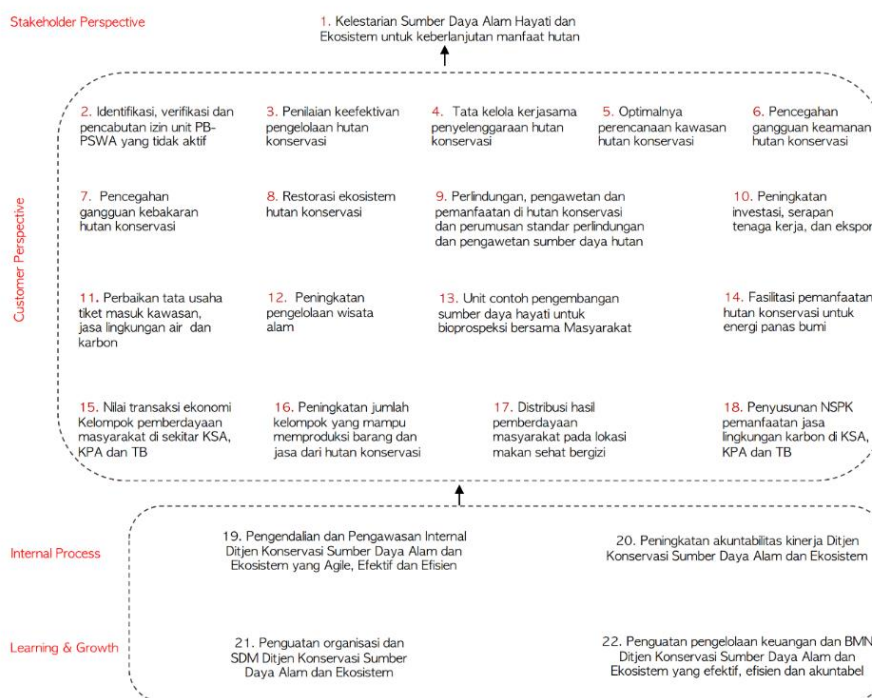 Stakeholder Perspective
1. Kelestarian Sumber Daya Alam Hayati dan
Ekosistem untuk keberlanjutan manfaat hutan
Customer Perspective
2. Identifikasi, verifikasi dan
pencabutan izin unit PB-
PSWA yang tidak aktif
3. Penilaian keefektivan
pengelolaan hutan
konservasi
4. Tata kelola kerjasama
penyelenggaraan hutan
konservasi
5. Optimalnya
perencanaan kawasan
hutan konservasi
6. Pencegahan
gangguan keamanan
hutan konservasi
7. Pencegahan
gangguan kebakaran
hutan konservasi
8. Restorasi ekosistem
hutan konservasi
9. Perlindungan, pengawetan dan
pemanfaatan di hutan konservasi
dan perumusan standar perlindungan
dan pengawetan sumber daya hutan
10. Peningkatan
investasi, serapan
tenaga kerja, dan ekspor
11. Perbaikan tata usaha
tiket masuk kawasan,
jasa lingkungan air dan
karbon
12. Peningkatan
pengelolaan wisata
alam
13. Unit contoh pengembangan
sumber daya hayati untuk
bioprospeksi bersama Masyarakat
14. Fasilitasi pemanfaatan
hutan konservasi untuk
energi panas bumi
15. Nilai transaksi ekonomi
Kelompok pemberdayaan
masyarakat di sekitar KSA,
KPA dan TB
16. Peningkatan jumlah
kelompok yang mampu
memproduksi barang dan
jasa dari hutan konservasi
17. Distribusi hasil
pemberdayaan
masyarakat pada lokasi
makan sehat bergizi
18. Penyusunan NSPK
pemanfaatan jasa
lingkungan karbon di KSA,
KPA dan TB
Internal Process
19. Pengendalian dan Pengawasan Internal
Ditjen Konservasi Sumber Daya Alam dan
Ekosistem yang Agile, Efektif dan Efisien
20. Peningkatan akuntabilitas kinerja Ditjen
Konservasi Sumber Daya Alam dan Ekosistem
Learning & Growth
21. Penguatan organisasi dan
SDM Ditjen Konservasi Sumber
Daya Alam dan Ekosistem
22. Penguatan pengelolaan keuangan dan BMN
Ditjen Konservasi Sumber Daya Alam dan
Ekosistem yang efektif, efisien dan akuntabel